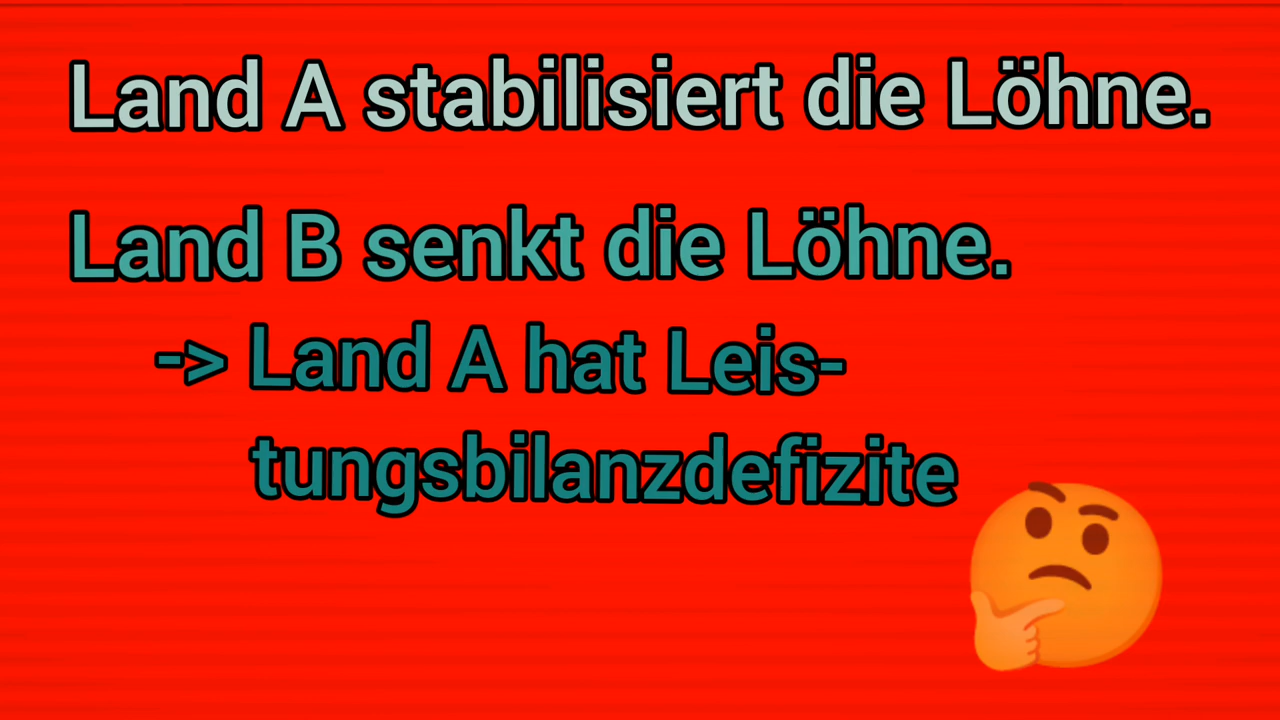 Land A stabilisiert die Löhne.
Land B senkt die Löhne.
-> Land A hat Leis-
tungsbilanzdefizite